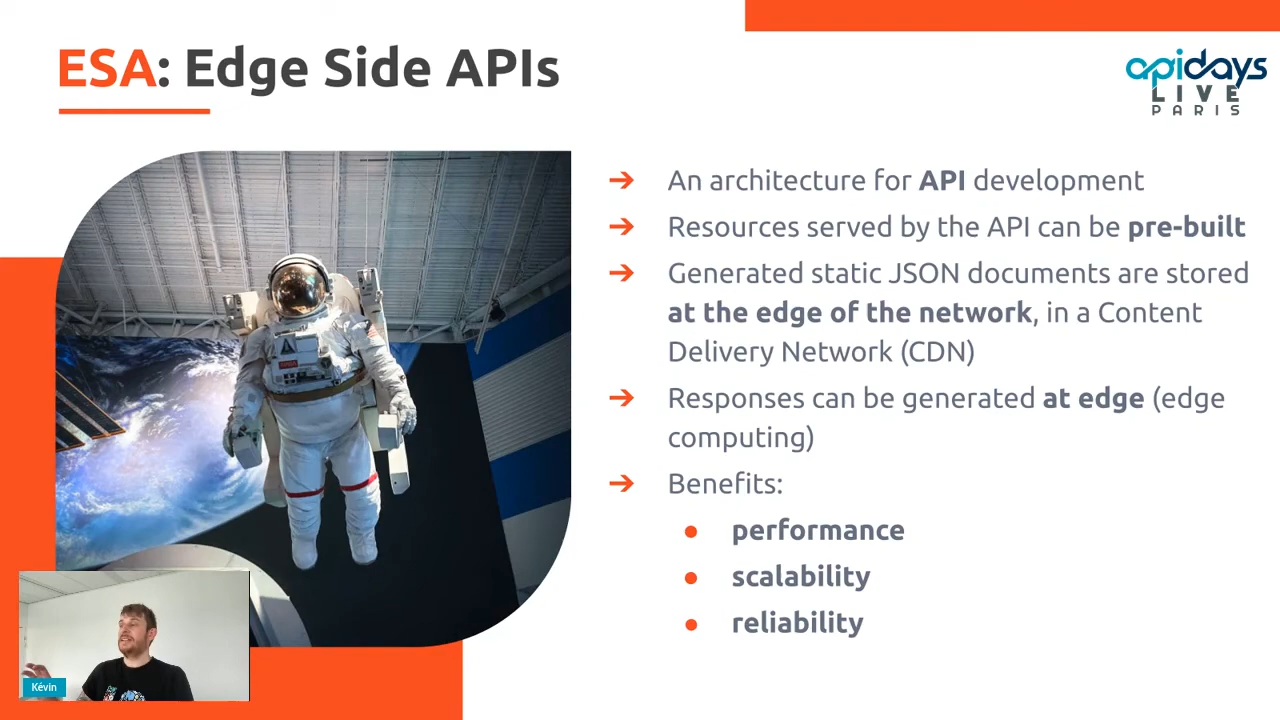 ESA: Edge Side APIs
apidays
LIVE
PARIS
➔ An architecture for API development
➔ Resources served by the API can be pre-built
➔ Generated static JSON documents are stored
at the edge of the network, in a Content
Delivery Network (CDN)
➔ Responses can be generated at edge (edge
computing)
➔ Benefits:
● performance
● scalability
● reliability
Kévin